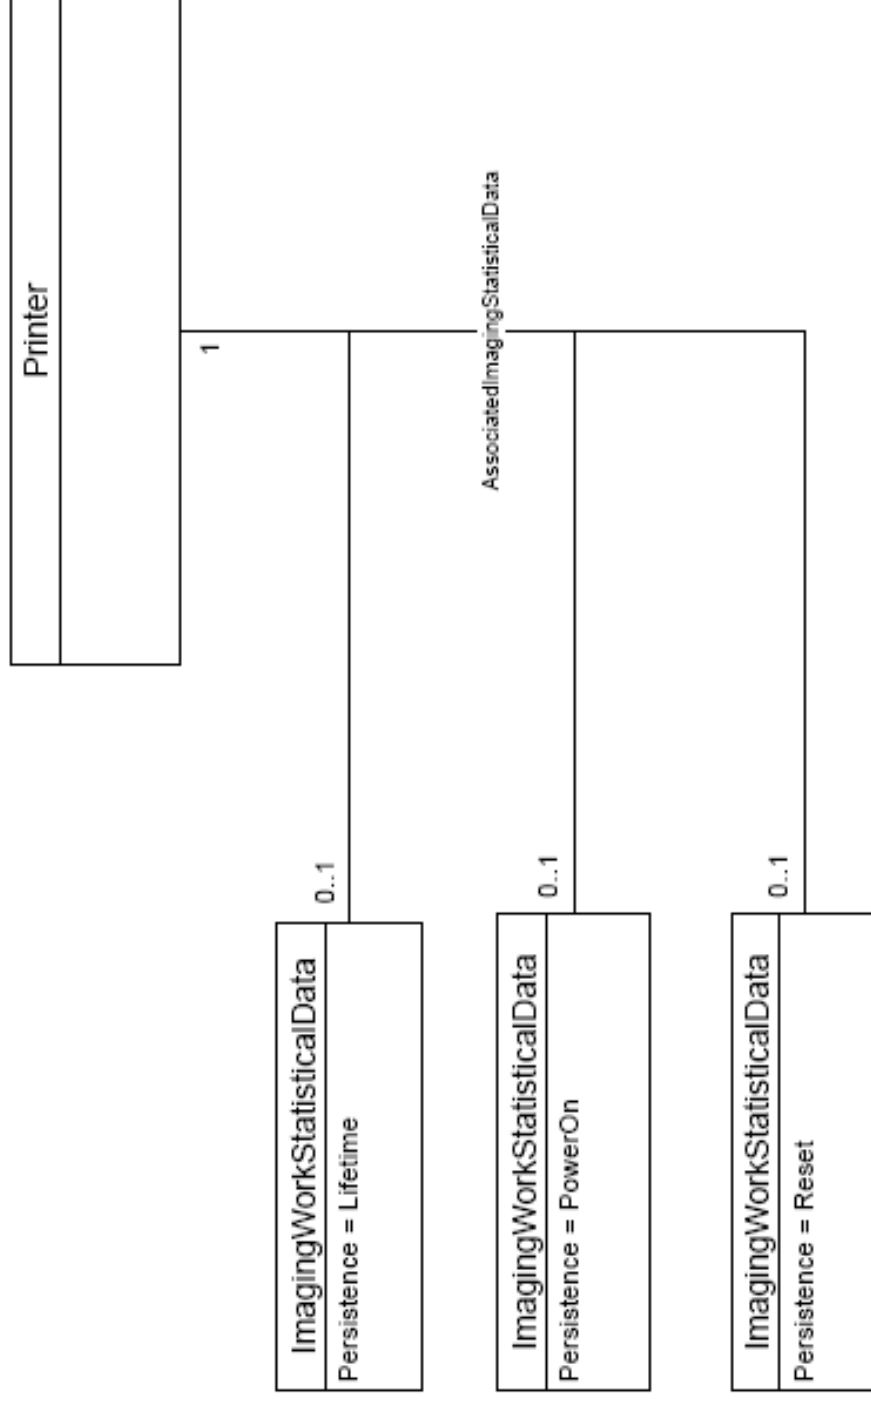 Printer
1
AssociatedImagingStatisticalData
0..1
ImagingWorkStatisticalData
Persistence = Lifetime
0..1
ImagingWorkStatisticalData
Persistence = PowerOn
0..1
ImagingWorkStatisticalData
Persistence = Reset